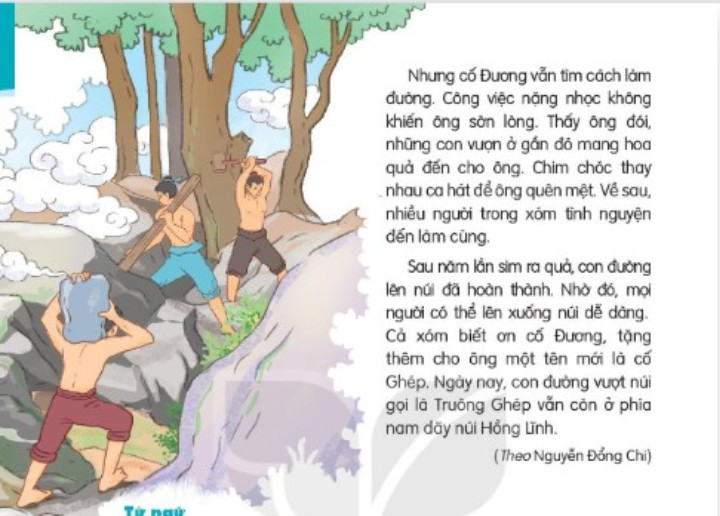 Nhưng cố Đương vẫn tìm cách làm
đường. Công việc nặng nhọc không
khiến ông sờn lòng. Thấy ông đói,
những con vượn ở gần đó mang hoa
quả đến cho ông. Chim chóc thay
nhau ca hát để ông quên mệt. Về sau,
nhiều người trong xóm tình nguyện
đến làm cùng.
Sau năm lần sim ra quả, con đường
lên núi đã hoàn thành. Nhờ đó, mọi
người có thể lên xuống núi dễ dàng.
Cả xóm biết ơn cố Đương, tặng
thêm cho ông một tên mới là cố
Ghép. Ngày nay, con đường vượt núi
gọi là Truông Ghép vẫn còn ở phía
nam dãy núi Hồng Lĩnh.
(Theo Nguyễn Đổng Chi)
Từ ngữ